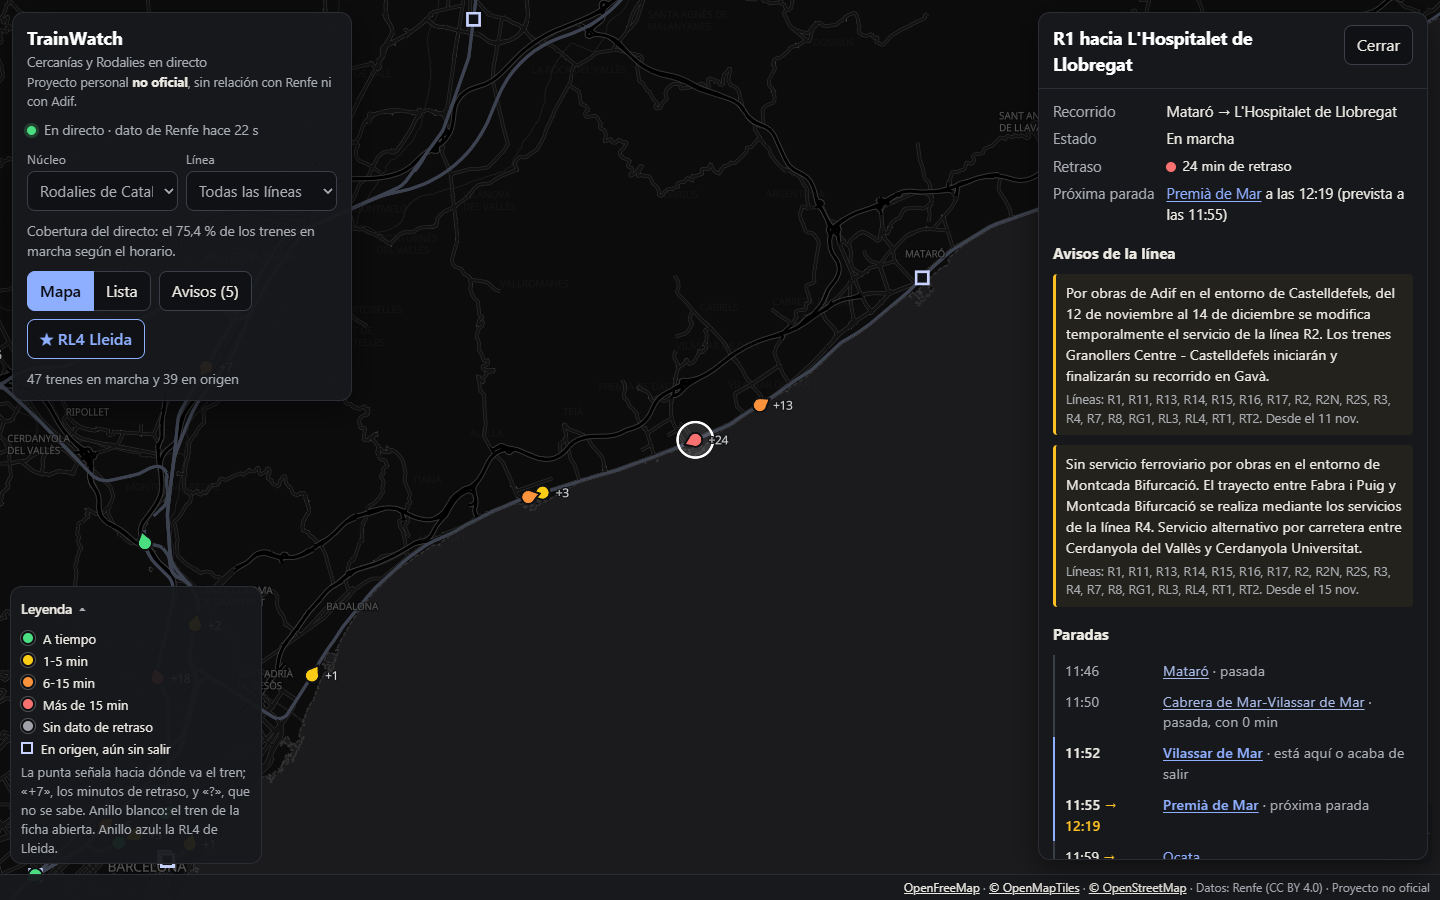 TrainWatch
Cercanías y Rodalies en directo
Proyecto personal no oficial, sin relación con Renfe ni
con Adif.
En directo · dato de Renfe hace 22 s
Núcleo
Línea
Rodalies de Catal
Todas las líneas
Cobertura del directo: el 75,4 % de los trenes en
marcha según el horario.
Mapa
Lista
Avisos (5)
★ RL4 Lleida
47 trenes en marcha y 39 en origen
RIPOLLET
CERDANYOLA
DEL VALLÈS
SANT AN
DE LLAV
MATARÓ
+13
+24
+3
BADALONA
+1
+2
+18
BARCELONA
Leyenda
A tiempo
1-5 min
6-15 min
Más de 15 min
Sin dato de retraso
En origen, aún sin salir
La punta señala hacia dónde va el tren;
«+7», los minutos de retraso, y «?», que
no se sabe. Anillo blanco: el tren de la
ficha abierta. Anillo azul: la RL4 de
Lleida.
R1 hacia L'Hospitalet de
Llobregat
Cerrar
Recorrido
Mataró → L'Hospitalet de Llobregat
Estado
En marcha
Retraso
24 min de retraso
Próxima parada
Premià de Mar a las 12:19 (prevista a
las 11:55)
Avisos de la línea
Por obras de Adif en el entorno de Castelldefels, del
12 de noviembre al 14 de diciembre se modifica
temporalmente el servicio de la línea R2. Los trenes
Granollers Centre - Castelldefels iniciarán y
finalizarán su recorrido en Gavà.
Líneas: R1, R11, R13, R14, R15, R16, R17, R2, R2N, R2S, R3,
R4, R7, R8, RG1, RL3, RL4, RT1, RT2. Desde el 11 nov.
Sin servicio ferroviario por obras en el entorno de
Montcada Bifurcació. El trayecto entre Fabra i Puig y
Montcada Bifurcació se realiza mediante los servicios
de la línea R4. Servicio alternativo por carretera entre
Cerdanyola del Vallès y Cerdanyola Universitat.
Líneas: R1, R11, R13, R14, R15, R16, R17, R2, R2N, R2S, R3,
R4, R7, R8, RG1, RL3, RL4, RT1, RT2. Desde el 15 nov.
Paradas
11:46
Mataró · pasada
11:50
Cabrera de Mar-Vilassar de Mar ·
pasada, con 0 min
11:52
Vilassar de Mar · está aquí o acaba de
salir
11:55 →
12:19
Premià de Mar · próxima parada
11:59 →
Ocata
OpenFreeMap · © OpenMapTiles · © OpenStreetMap · Datos: Renfe (CC BY 4.0) · Proyecto no oficial